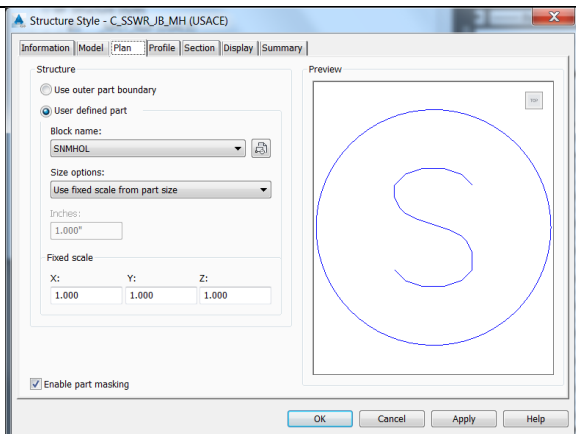 Structure Style - C_SSWR_JB_MH (USACE)
Information Model Plan Profile Section Display Summary
Structure
Use outer part boundary
User defined part
Block name:
SNMHOL
Size options:
Use fixed scale from part size
Inches:
1.000"
Fixed scale
X: Y: Z:
1.000 1.000 1.000
Enable part masking
Preview
TOP
S
OK Cancel Apply Help